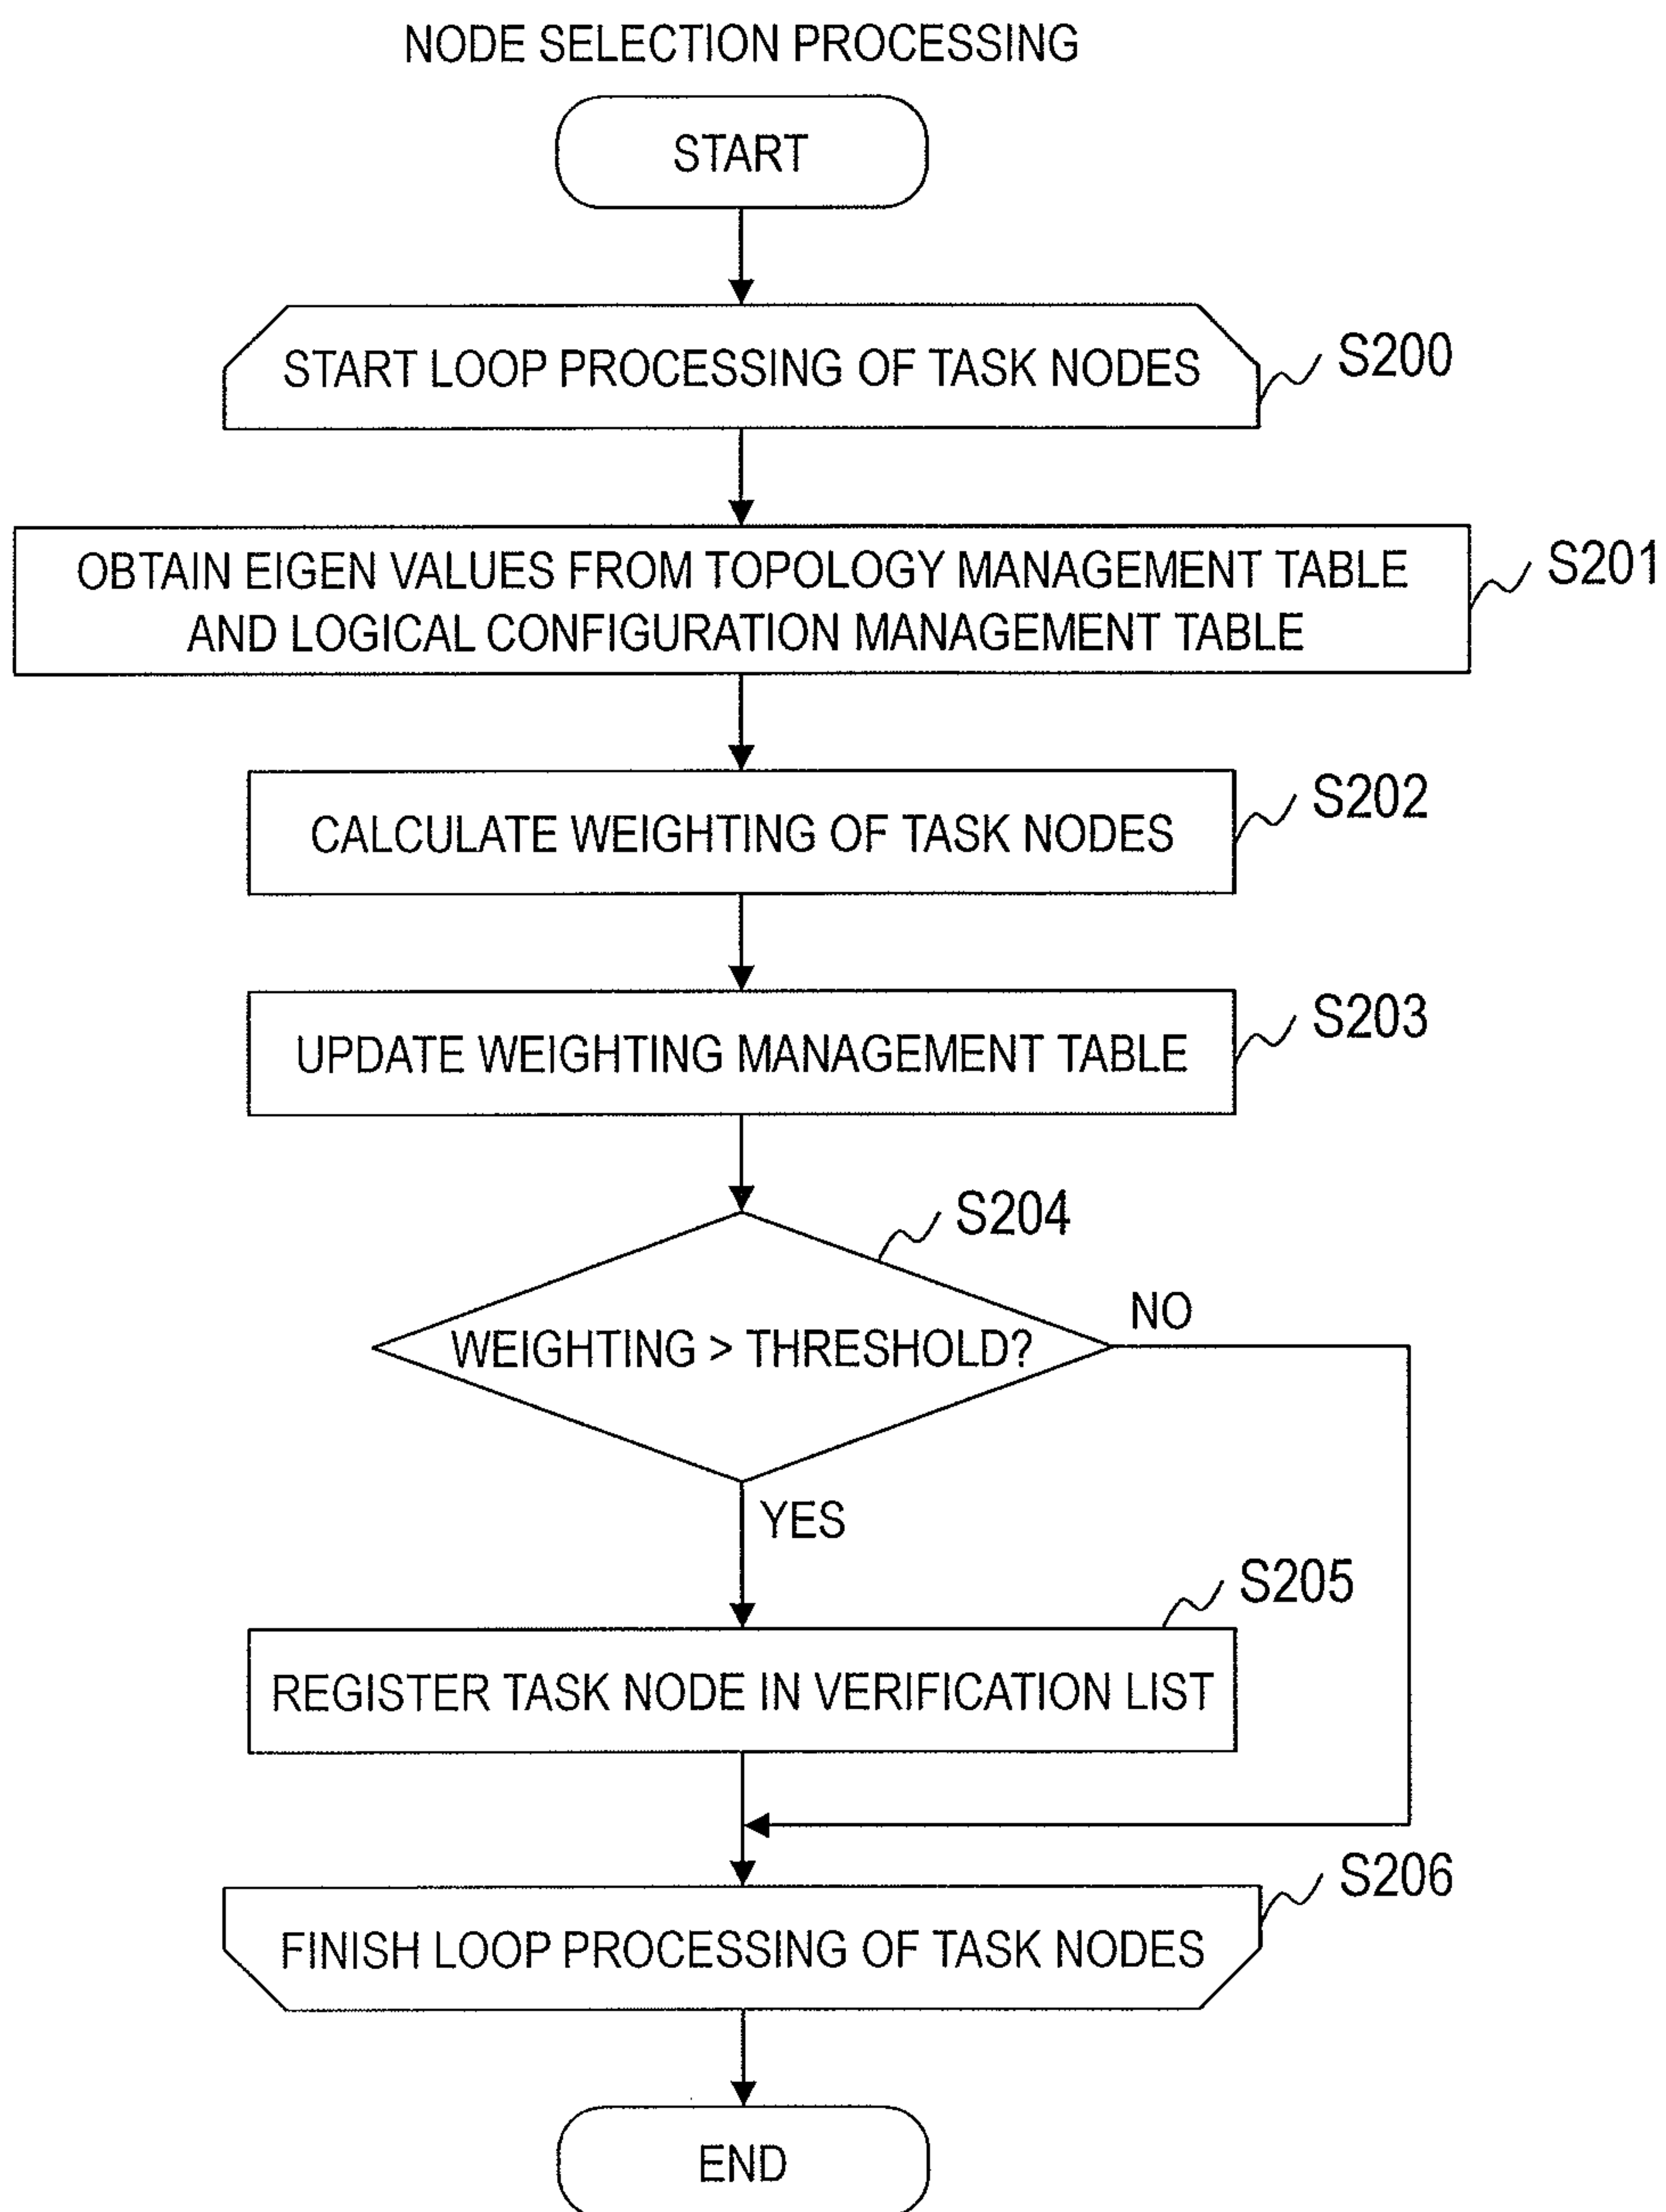 NODE SELECTION PROCESSING
START
START LOOP PROCESSING OF TASK NODES
S200
OBTAIN EIGEN VALUES FROM TOPOLOGY MANAGEMENT TABLE
AND LOGICAL CONFIGURATION MANAGEMENT TABLE
S201
CALCULATE WEIGHTING OF TASK NODES
S202
UPDATE WEIGHTING MANAGEMENT TABLE
S203
S204
WEIGHTING > THRESHOLD?
NO
YES
S205
REGISTER TASK NODE IN VERIFICATION LIST
S206
FINISH LOOP PROCESSING OF TASK NODES
END